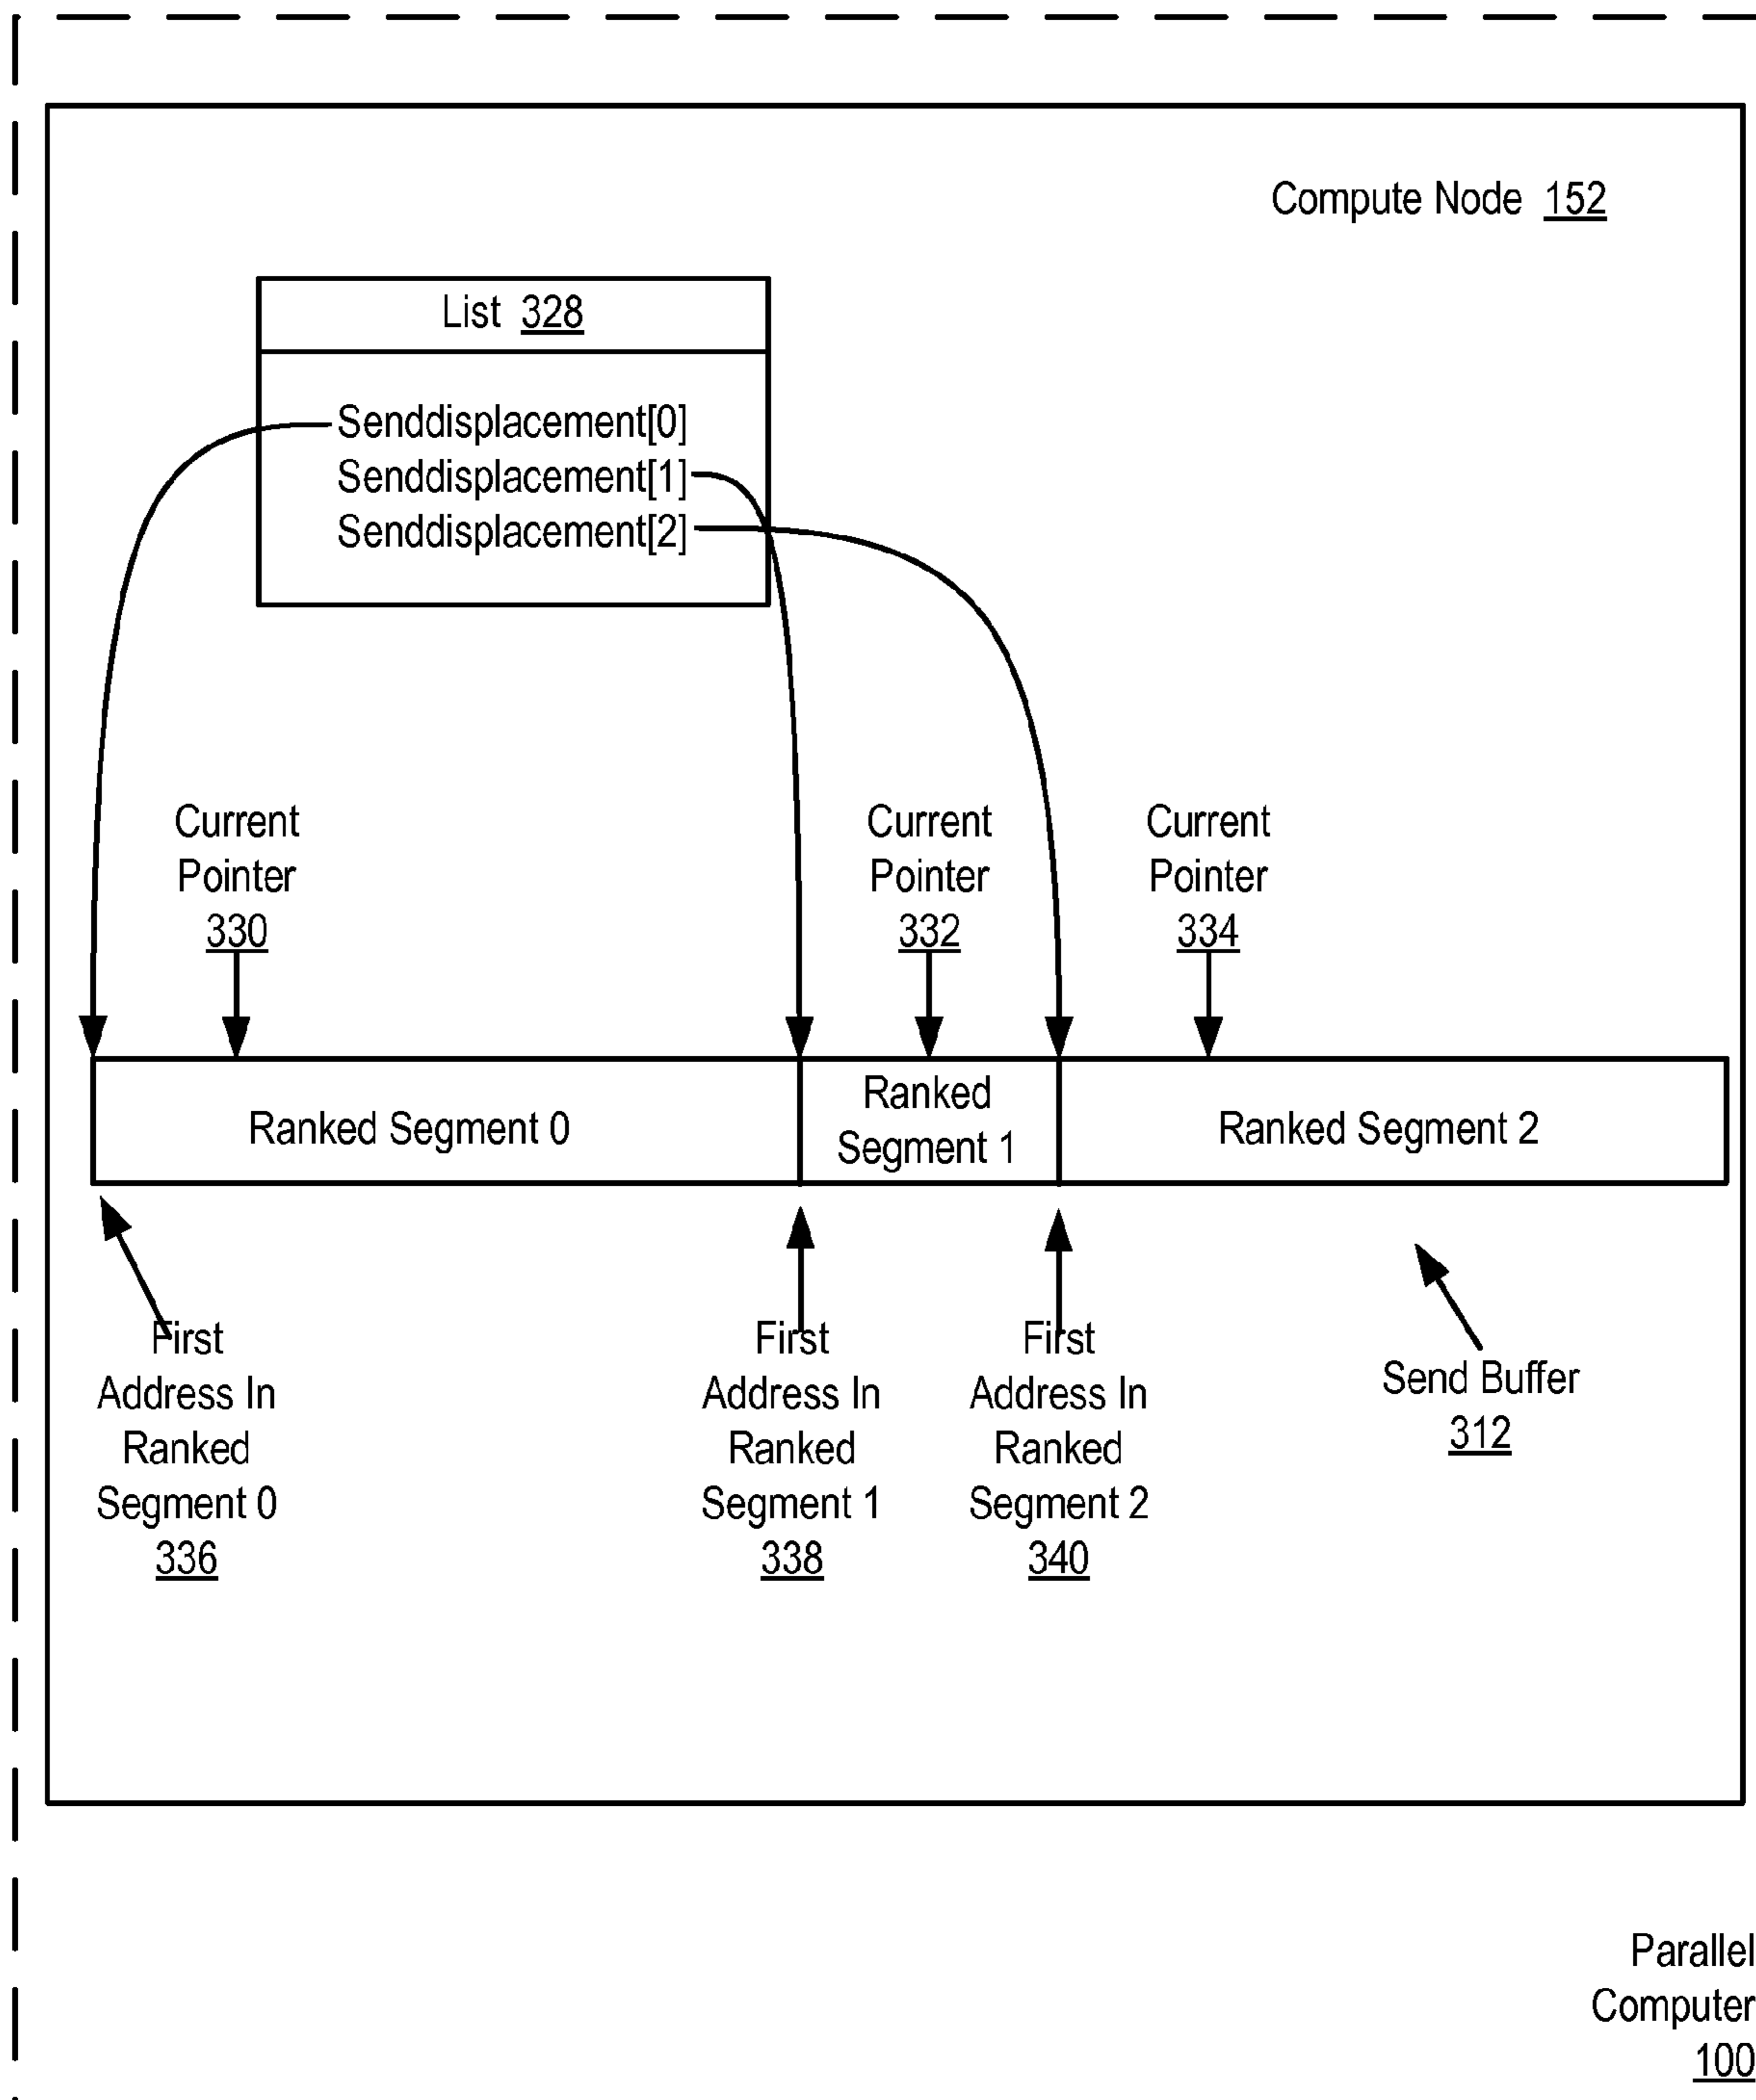 Compute Node 152
List 328
Senddisplacement[0]
Senddisplacement[1]
Senddisplacement[2]
Current
Pointer
330
Current
Pointer
332
Current
Pointer
334
Ranked Segment 0
Ranked
Segment 1
Ranked Segment 2
First
Address In
Ranked
Segment 0
336
First
Address In
Ranked
Segment 1
338
First
Address In
Ranked
Segment 2
340
Send Buffer
312
Parallel
Computer
100